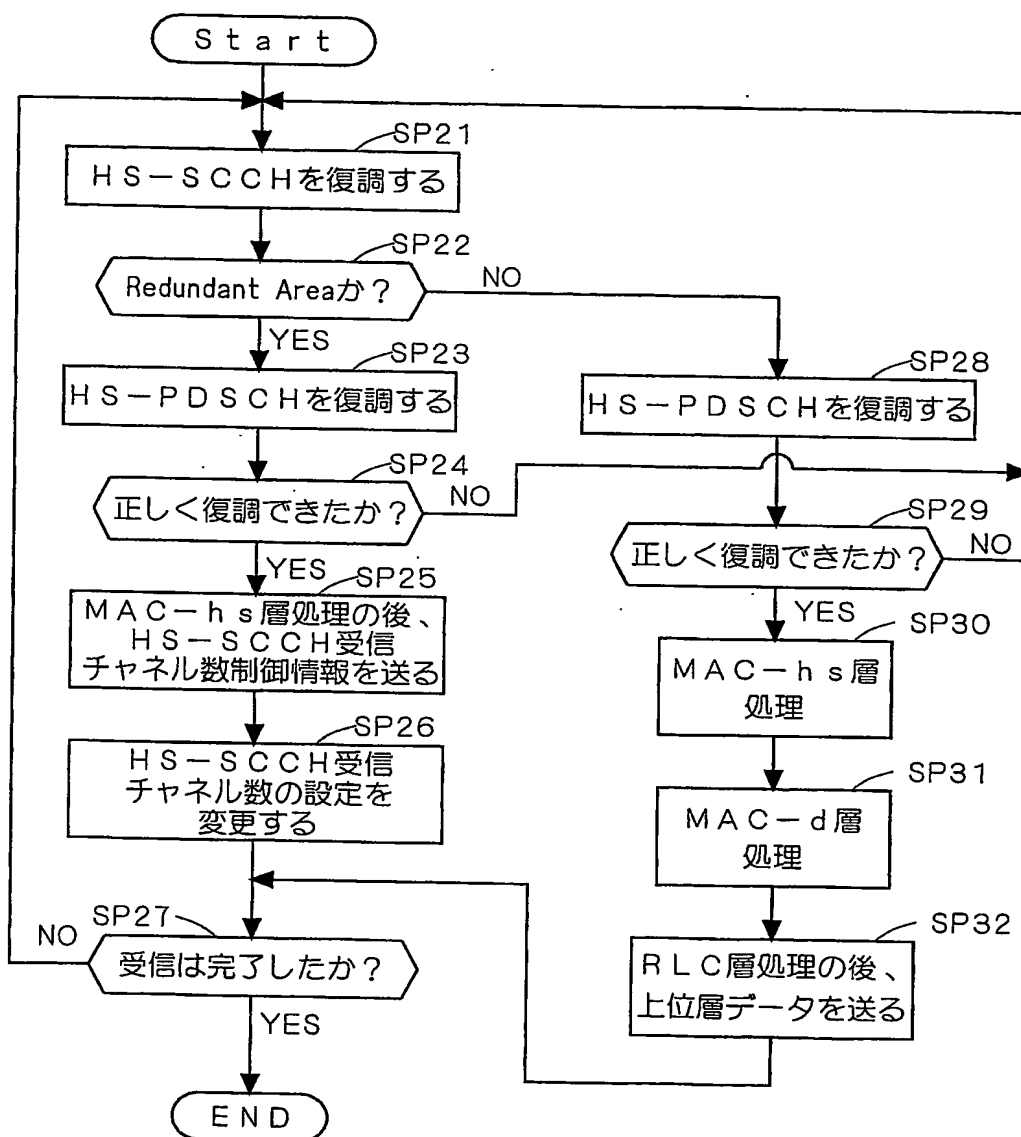 Ｓｔａｒｔ
SP21
ＨＳ−ＳＣＣＨを復調する
SP22
Redundant Areaか？
NO
YES
SP23
ＨＳ−ＰＤＳＣＨを復調する
SP24
正しく復調できたか？
NO
YES
SP25
ＭＡＣ−ｈｓ層処理の後、
ＨＳ−ＳＣＣＨ受信
チャネル数制御情報を送る
SP26
ＨＳ−ＳＣＣＨ受信
チャネル数の設定を
変更する
SP27
NO
受信は完了したか？
YES
ＥＮＤ
SP28
ＨＳ−ＰＤＳＣＨを復調する
SP29
正しく復調できたか？
NO
YES
SP30
ＭＡＣ−ｈｓ層
処理
SP31
ＭＡＣ−ｄ層
処理
SP32
ＲＬＣ層処理の後、
上位層データを送る